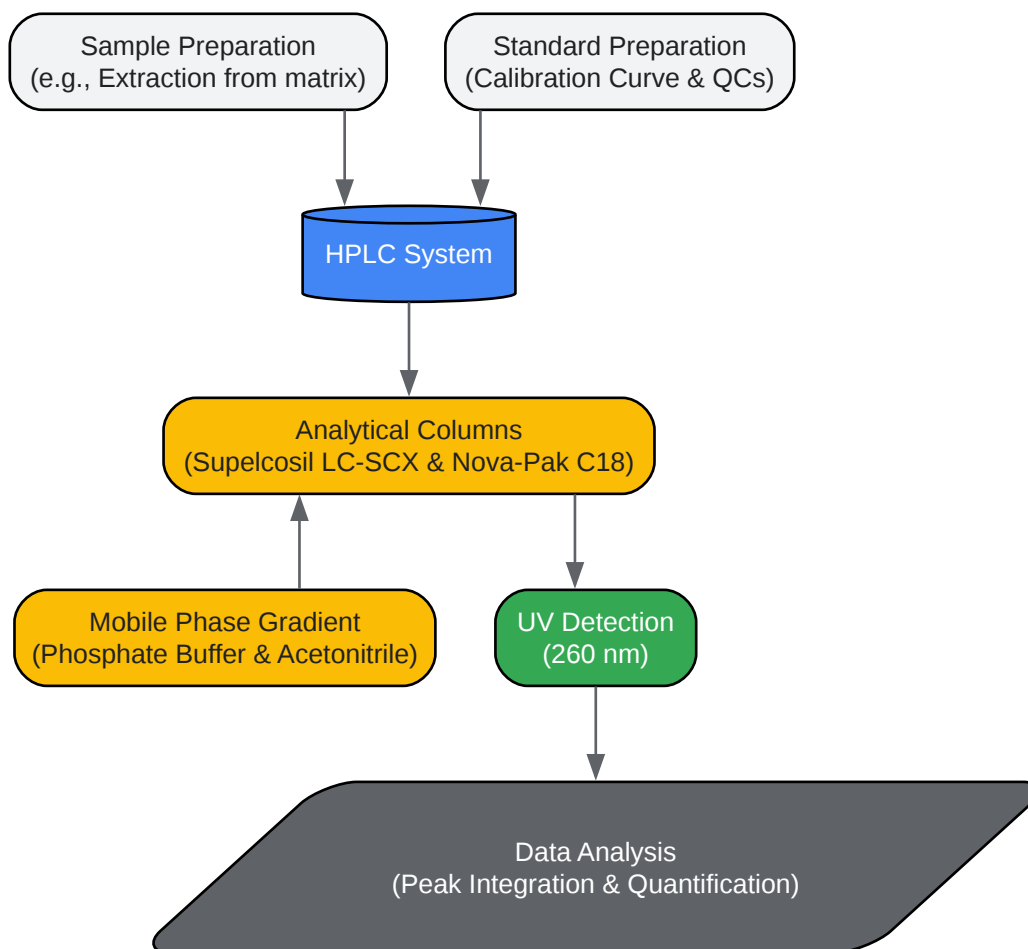 Sample Preparation
(e.g., Extraction from matrix)
Standard Preparation
(Calibration Curve & QCs)
HPLC System
Analytical Columns
(Supelcosil LC-SCX & Nova-Pak C18)
Mobile Phase Gradient
(Phosphate Buffer & Acetonitrile)
UV Detection
(260 nm)
Data Analysis
(Peak Integration & Quantification)